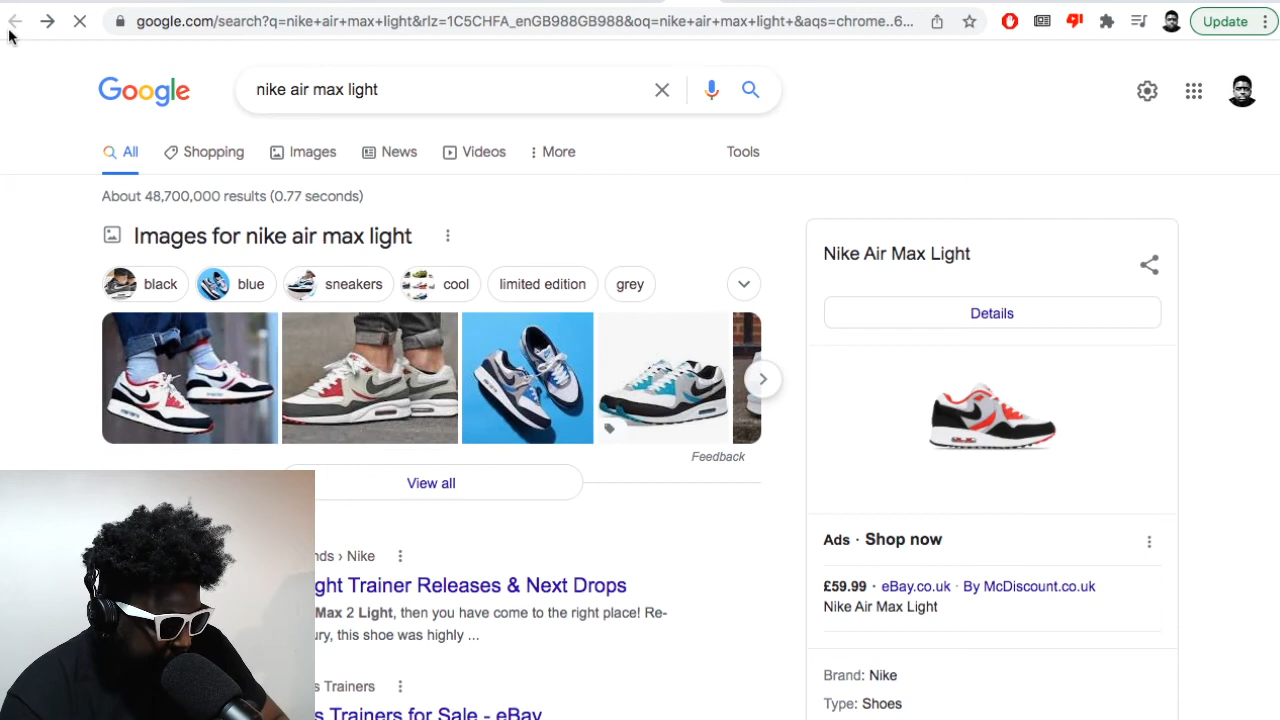 google.com/search?q=nike+air+max+light&rlz=1C5CHFA_enGB988GB988&oq=nike+air+max+light+&aqs=chrome..6...
Update
Google
nike air max light
All
Shopping
Images
News
Videos
More
Tools
About 48,700,000 results (0.77 seconds)
Images for nike air max light
black
blue
sneakers
cool
limited edition
grey
Feedback
View all
nds › Nike
ght Trainer Releases & Next Drops
Max 2 Light, then you have come to the right place! Re-
ury, this shoe was highly ...
s Trainers
s Trainers for Sale - eBay
Nike Air Max Light
Details
Ads · Shop now
£59.99 · eBay.co.uk · By McDiscount.co.uk
Nike Air Max Light
Brand: Nike
Type: Shoes